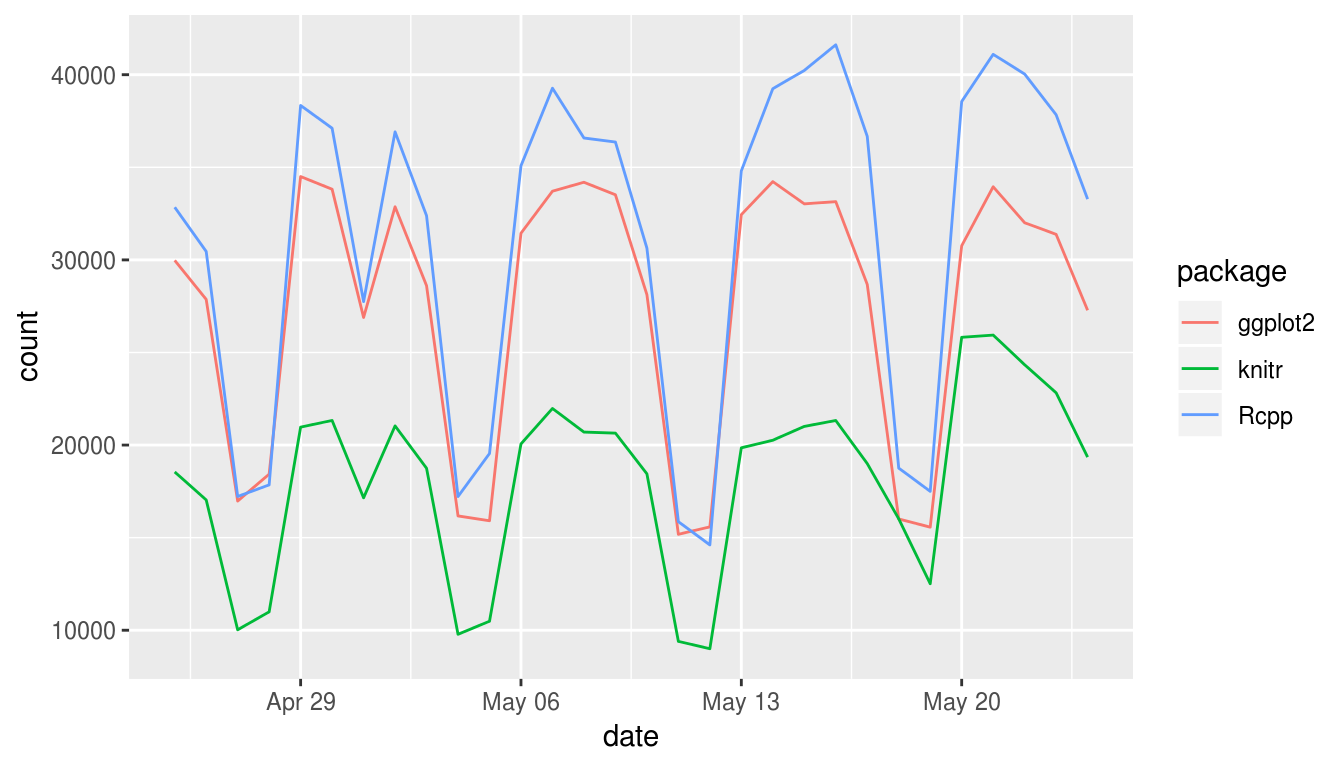 count
40000
30000
20000
10000
Apr 29
May 06
May 13
May 20
date
package
ggplot2
knitr
Rcpp